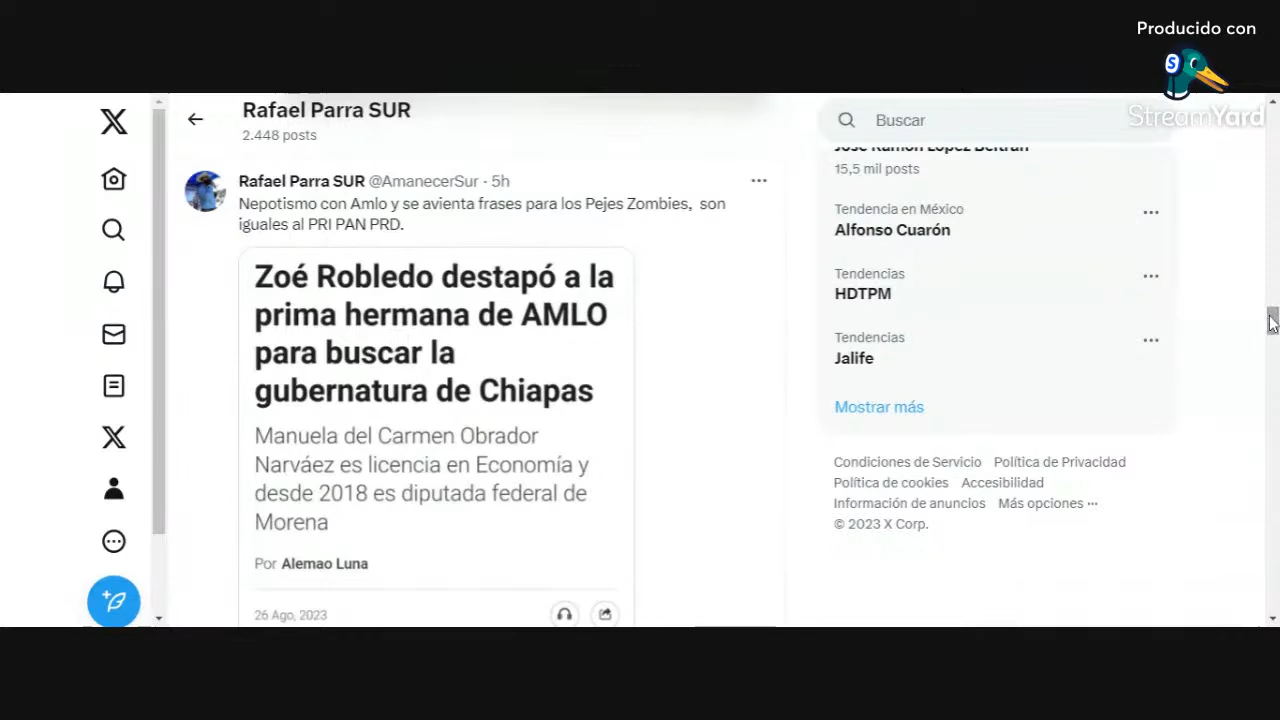 Producido con
StreamYard
Rafael Parra SUR
2.448 posts
Rafael Parra SUR @AmanecerSur · 5h
Nepotismo con Amlo y se avienta frases para los Pejes Zombies, son
iguales al PRI PAN PRD.
Zoé Robledo destapó a la
prima hermana de AMLO
para buscar la
gubernatura de Chiapas
Manuela del Carmen Obrador
Narváez es licencia en Economía y
desde 2018 es diputada federal de
Morena
Por Alemao Luna
26 Ago, 2023
Buscar
José Ramón López Beltrán
15,5 mil posts
Tendencia en México
Alfonso Cuarón
Tendencias
HDTPM
Tendencias
Jalife
Mostrar más
Condiciones de Servicio Política de Privacidad
Política de cookies Accesibilidad
Información de anuncios Más opciones ···
© 2023 X Corp.